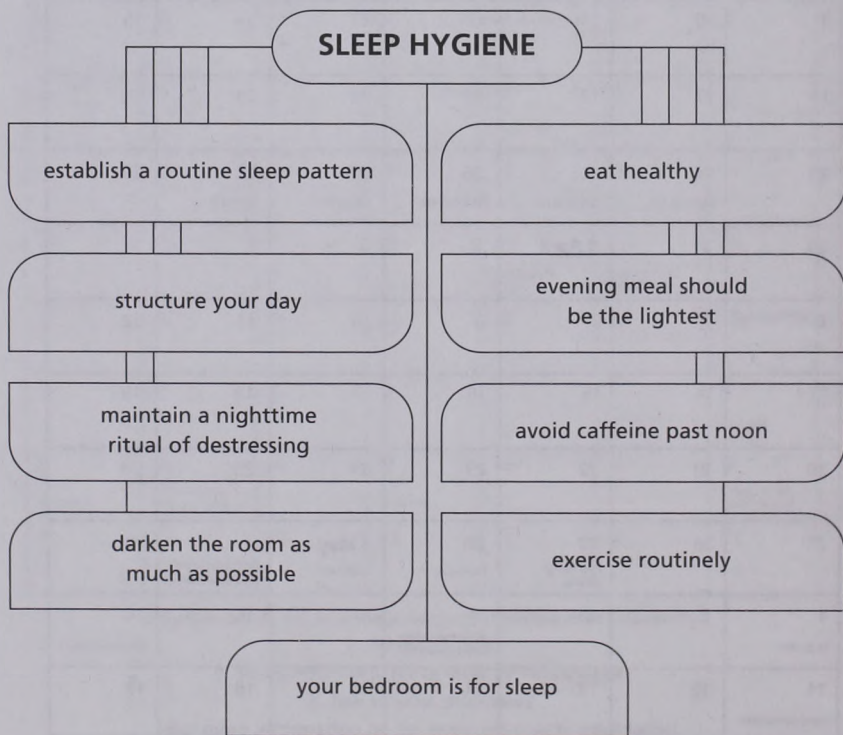 SLEEP HYGIENE
establish a routine sleep pattern
structure your day
maintain a nighttime
ritual of destressing
darken the room as
much as possible
eat healthy
evening meal should
be the lightest
avoid caffeine past noon
exercise routinely
your bedroom is for sleep